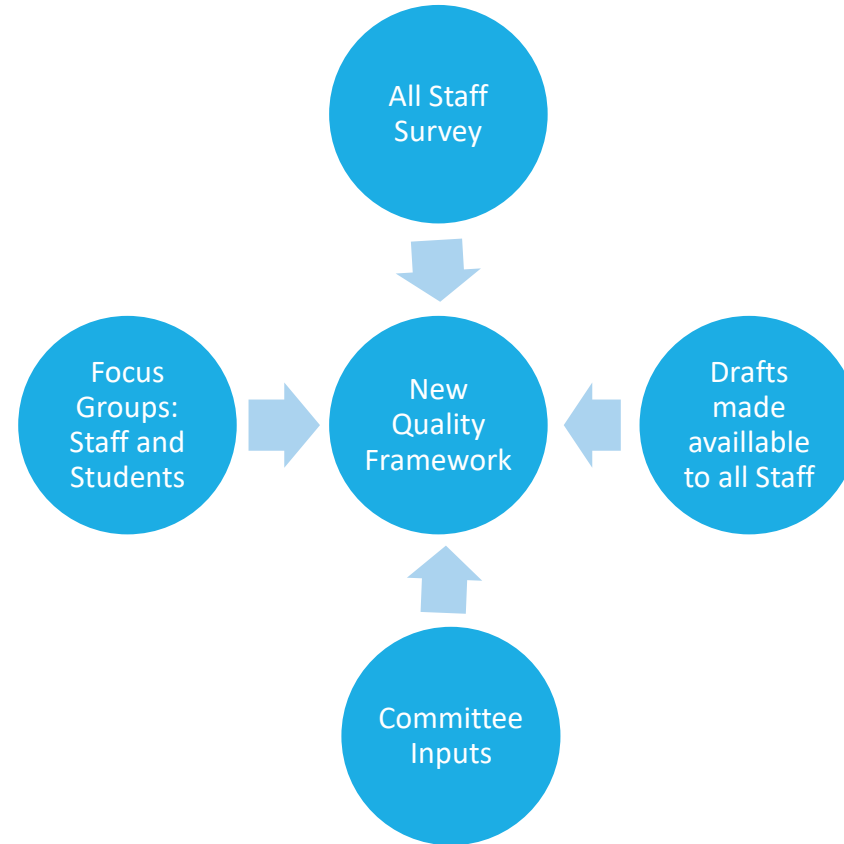 All Staff
Survey
Focus
Groups:
Staff and
Students
New
Quality
Framework
Drafts
made
availlable
to all Staff
Committee
Inputs